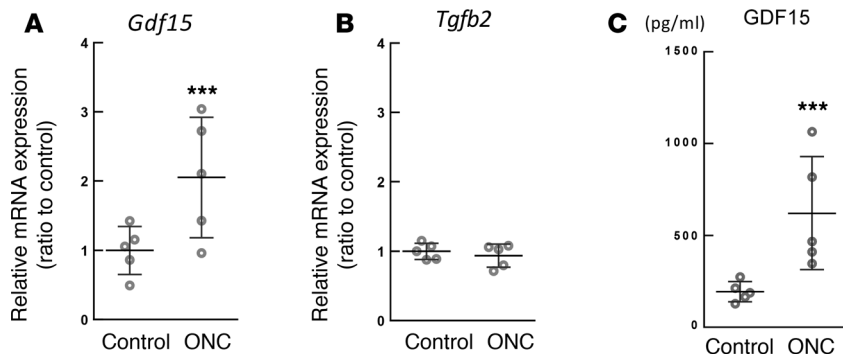 A
Gdf15
Relative mRNA expression
(ratio to control)
4
3
2
1
0
***
Control ONC
B
Tgfb2
Relative mRNA expression
(ratio to control)
4
3
2
1
0
Control ONC
C
(pg/ml)
GDF15
1500
1000
500
0
***
Control ONC